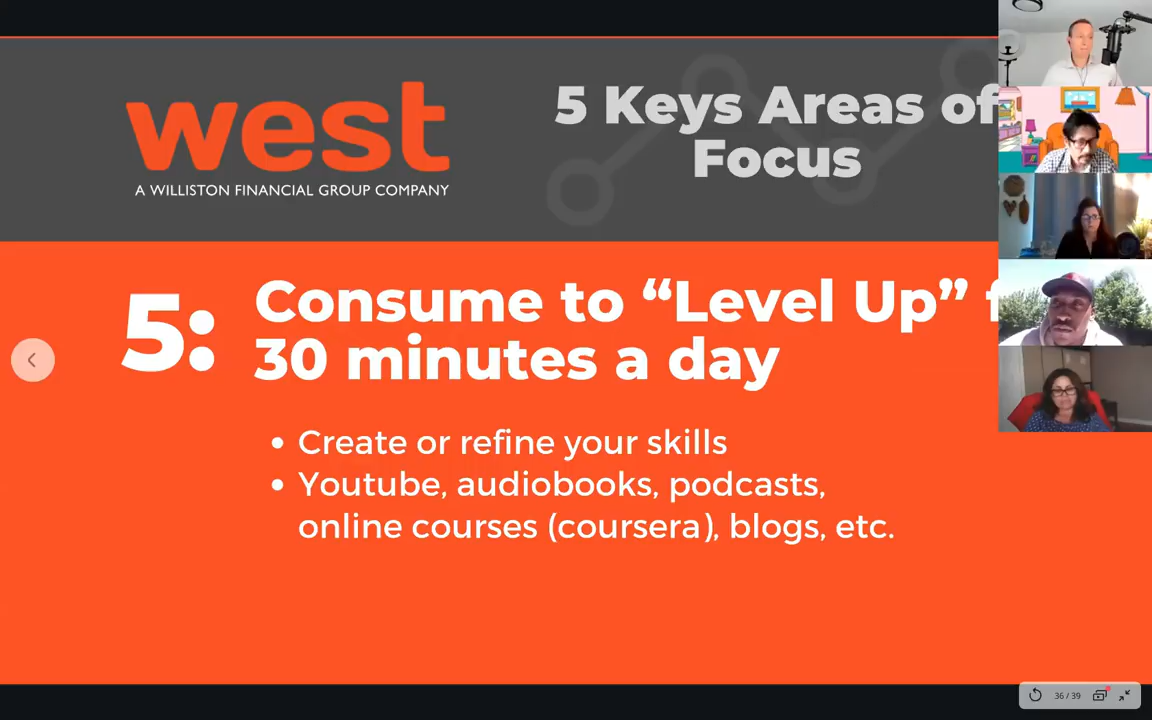 west
A WILLISTON FINANCIAL GROUP COMPANY
5 Keys Areas of
Focus
5:
Consume to “Level Up”
30 minutes a day
• Create or refine your skills
• Youtube, audiobooks, podcasts,
online courses (coursera), blogs, etc.
36 / 39